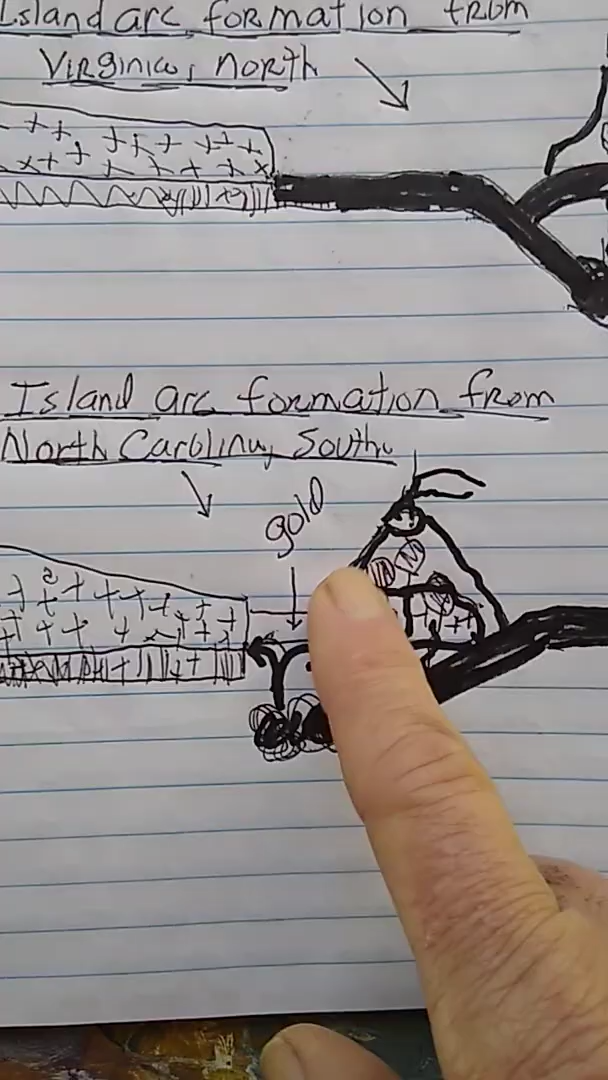 Island arc formation from
Virginia, north
Island arc formation from
North Carolina, South
gold